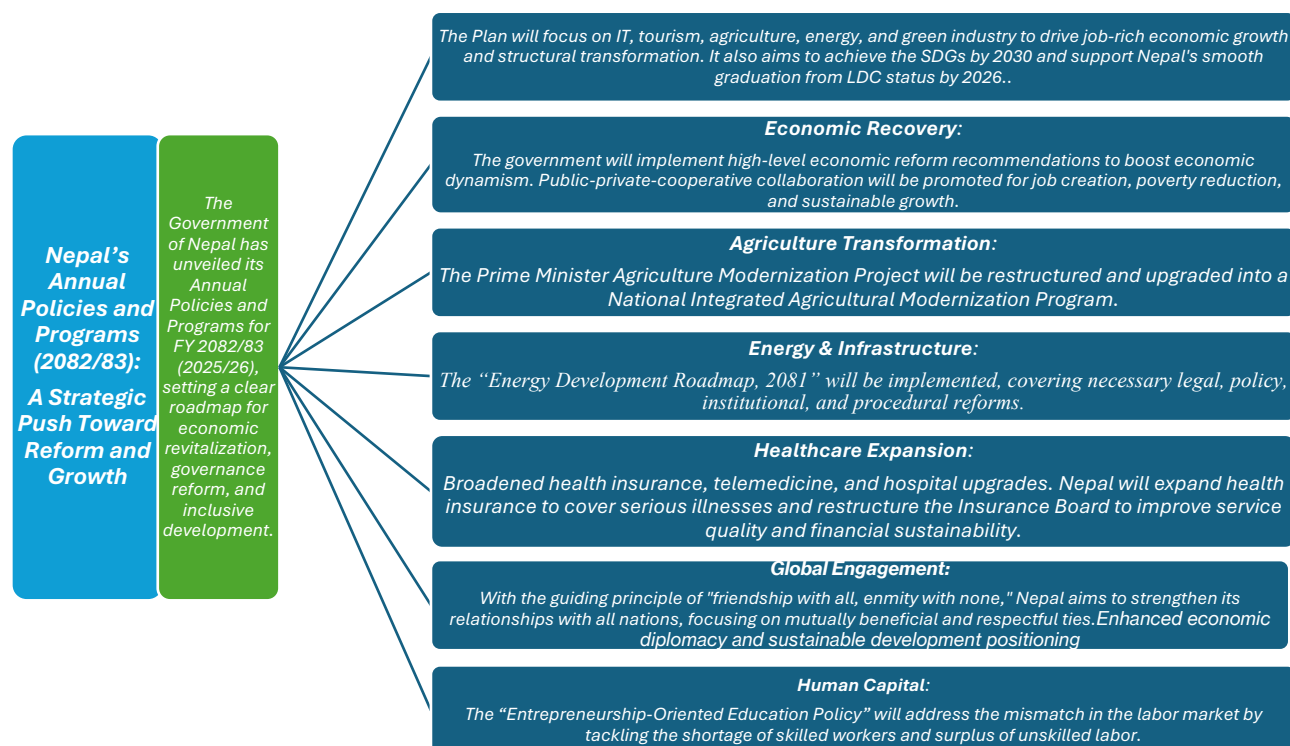 Nepal's
Annual
Policies and
Programs
(2082/83):
A Strategic
Push Toward
Reform and
Growth
The
Government
of Nepal has
unveiled its
Annual
Policies and
Programs for
FY 2082/83
(2025/26),
setting a clear
roadmap for
economic
revitalization,
governance
reform, and
inclusive
development.
The Plan will focus on IT, tourism, agriculture, energy, and green industry to drive job-rich economic growth
and structural transformation. It also aims to achieve the SDGs by 2030 and support Nepal's smooth
graduation from LDC status by 2026..
Economic Recovery:
The government will implement high-level economic reform recommendations to boost economic
dynamism. Public-private-cooperative collaboration will be promoted for job creation, poverty reduction,
and sustainable growth.
Agriculture Transformation:
The Prime Minister Agriculture Modernization Project will be restructured and upgraded into a
National Integrated Agricultural Modernization Program.
Energy & Infrastructure:
The “Energy Development Roadmap, 2081” will be implemented, covering necessary legal, policy,
institutional, and procedural reforms.
Healthcare Expansion:
Broadened health insurance, telemedicine, and hospital upgrades. Nepal will expand health
insurance to cover serious illnesses and restructure the Insurance Board to improve service
quality and financial sustainability.
Global Engagement:
With the guiding principle of "friendship with all, enmity with none," Nepal aims to strengthen its
relationships with all nations, focusing on mutually beneficial and respectful ties.Enhanced economic
diplomacy and sustainable development positioning
Human Capital:
The “Entrepreneurship-Oriented Education Policy” will address the mismatch in the labor market by
tackling the shortage of skilled workers and surplus of unskilled labor.